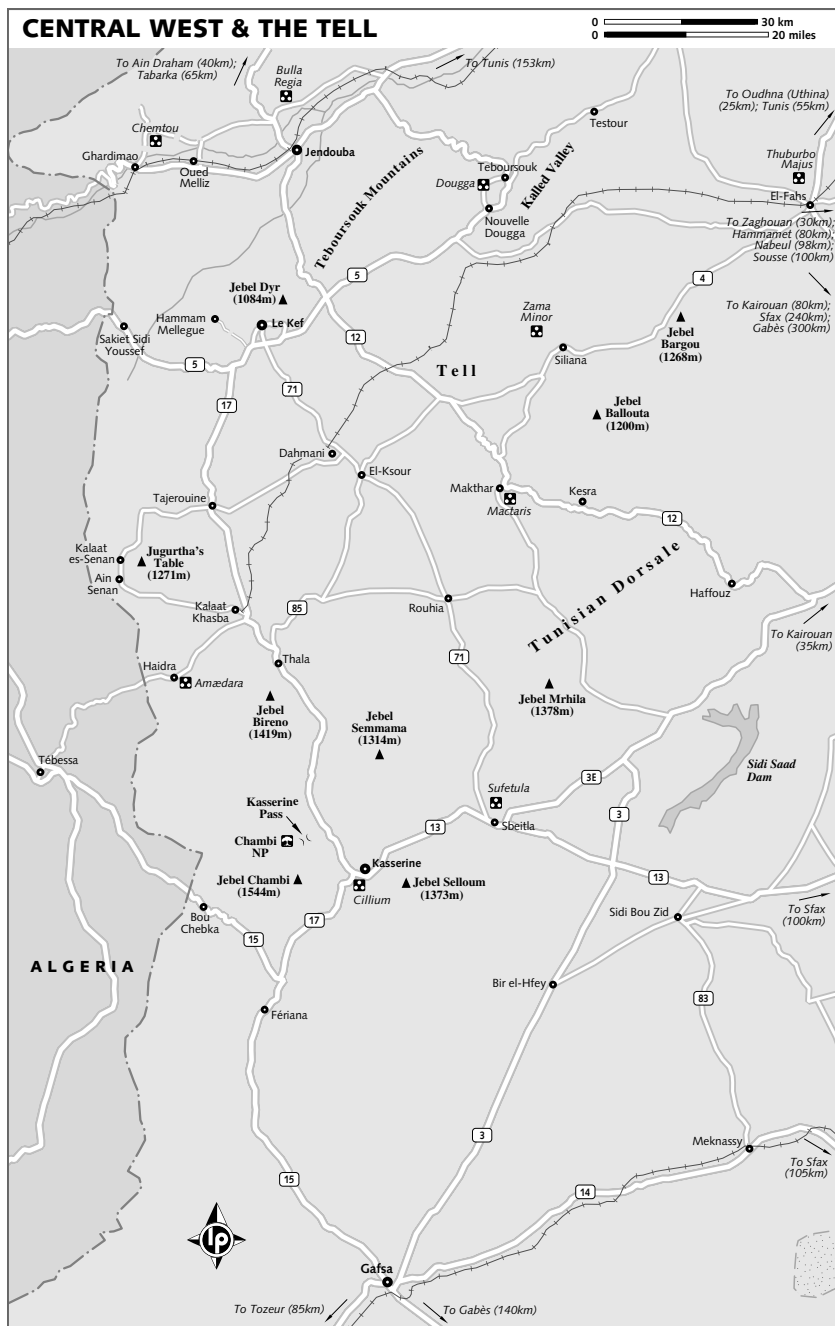 CENTRAL WEST & THE TELL
0 30 km
0 20 miles
To Ain Draham (40km);
Tabarka (65km)
Bulla
Regia
To Tunis (153km)
To Oudhna (Uthina)
(25km); Tunis (55km)
Chemtou
Testour
Ghardimao
Oued
Melliz
Jendouba
Teboursouk Mountains
Teboursouk
Dougga
Kalled Valley
Nouvelle
Dougga
Thuburbo
Majus
El-Fahs
To Zaghouan (30km);
Hammamet (80km);
Nabeul (98km);
Sousse (100km)
5
4
Jebel Dyr
(1084m)
To Kairouan (80km);
Sfax (240km);
Gabès (300km)
Hammam
Mellegue
Le Kef
Zama
Minor
Jebel
Bargou
(1268m)
Sakiet Sidi
Youssef
12
Siliana
5
Tell
71
17
Jebel
Ballouta
(1200m)
Dahmani
El-Ksour
Makthar
Mactaris
Kesra
Tajerouine
12
Kalaat
es-Senan
Jugurtha's
Table
(1271m)
Ain
Senan
Tunisian Dorsale
Haffouz
Kalaat
Khasba
85
Rouhia
To Kairouan
(35km)
71
Thala
Haidra
Amædara
Jebel Mrhila
(1378m)
Jebel
Bireno
(1419m)
Jebel
Semmama
(1314m)
Tébessa
Sidi Saad
Dam
3E
Sufetula
Kasserine
Pass
3
Sbeitla
13
Chambi
NP
Kasserine
Jebel Chambi
(1544m)
Cillium
Jebel Selloum
(1373m)
13
Bou
Chebka
17
Sidi Bou Zid
To Sfax
(100km)
15
ALGERIA
Bir el-Hfey
83
Fériana
3
Meknassy
To Sfax
(105km)
15
14
lp
Gafsa
To Tozeur (85km)
To Gabès (140km)